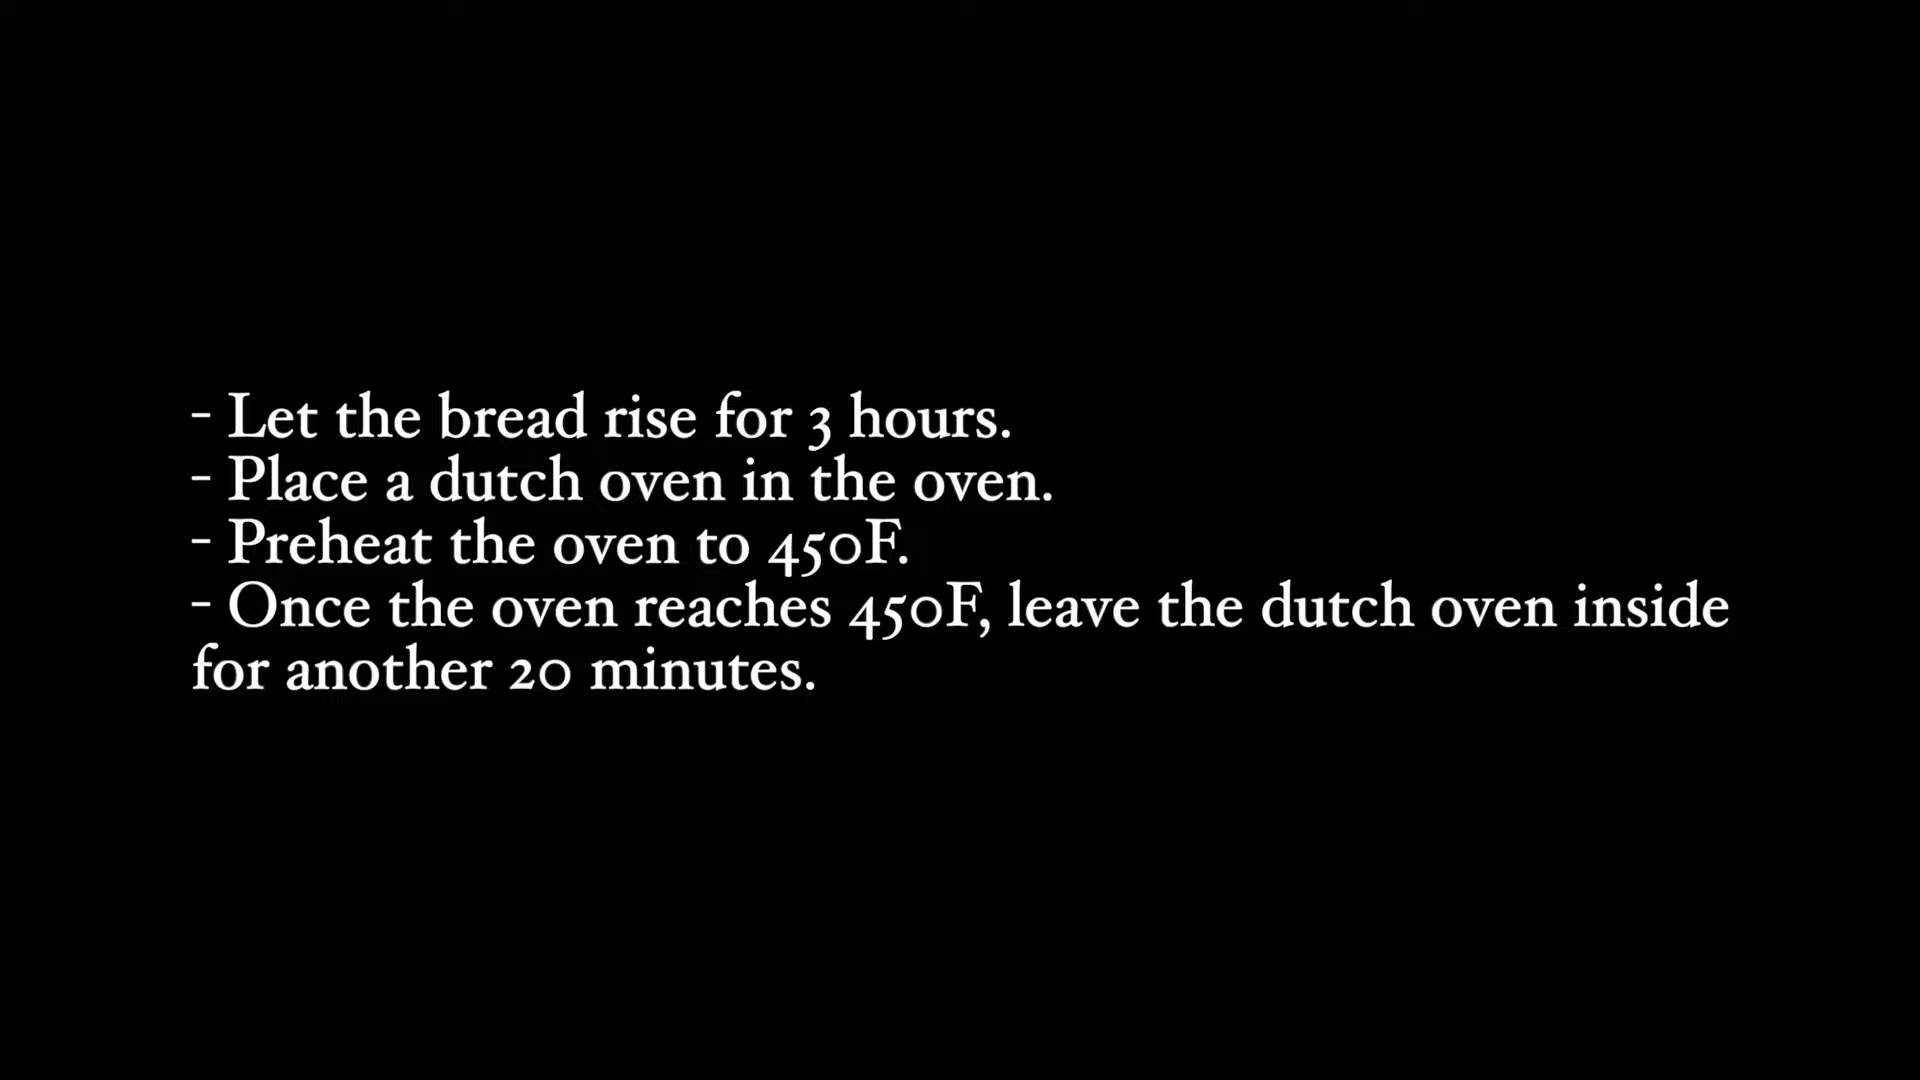 - Let the bread rise for 3 hours.
- Place a dutch oven in the oven.
- Preheat the oven to 450F.
- Once the oven reaches 450F, leave the dutch oven inside
for another 20 minutes.